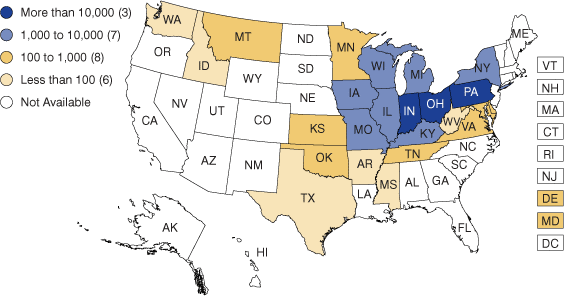 More than 10,000 (3)
1,000 to 10,000 (7)
100 to 1,000 (8)
Less than 100 (6)
Not Available
WA
OR
CA
ID
NV
MT
WY
UT
AZ
CO
NM
ND
SD
NE
KS
OK
TX
MN
IA
MO
AR
LA
WI
IL
MI
IN
OH
KY
TN
MS
AL
GA
FL
SC
NC
VA
WV
PA
NY
ME
AK
HI
VT
NH
MA
CT
RI
NJ
DE
MD
DC